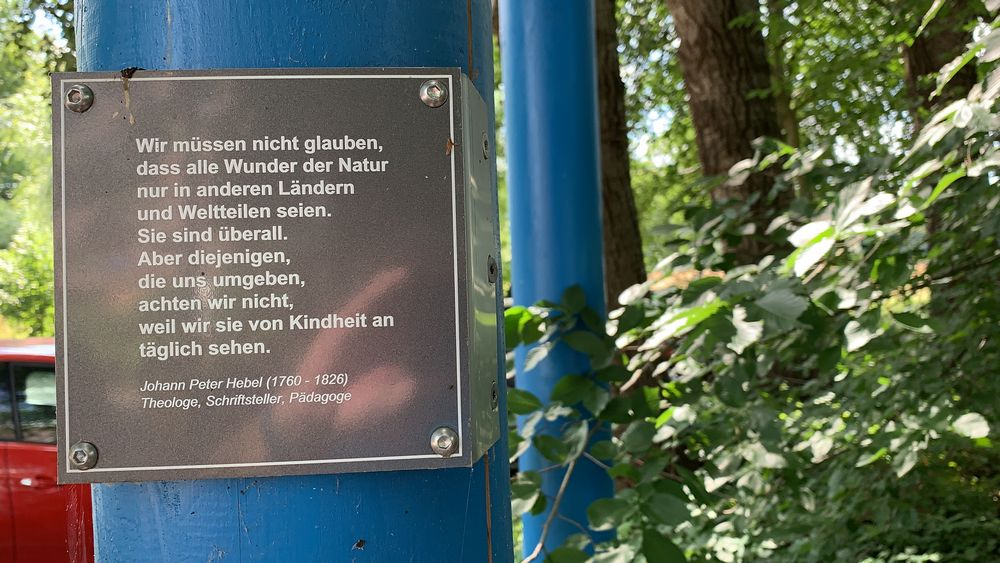 Wir müssen nicht glauben,
dass alle Wunder der Natur
nur in anderen Ländern
und Weltteilen seien.
Sie sind überall.
Aber diejenigen,
die uns umgeben,
achten wir nicht,
weil wir sie von Kindheit an
täglich sehen.
Johann Peter Hebel (1760 - 1826)
Theologe, Schriftsteller, Pädagoge